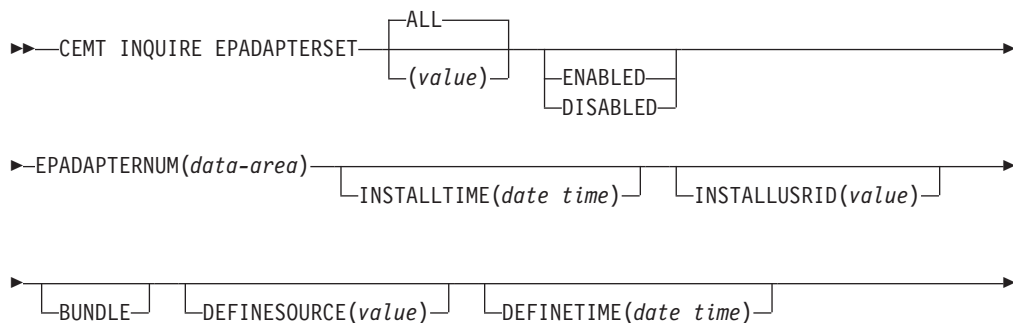 ALL
CEMT INQUIRE EPADAPTERSET
(value)
ENABLED
DISABLED
EPADAPTERNUM(data-area)
INSTALLTIME(date time)
INSTALLUSRID(value)
BUNDLE
DEFINESOURCE(value)
DEFINETIME(date time)